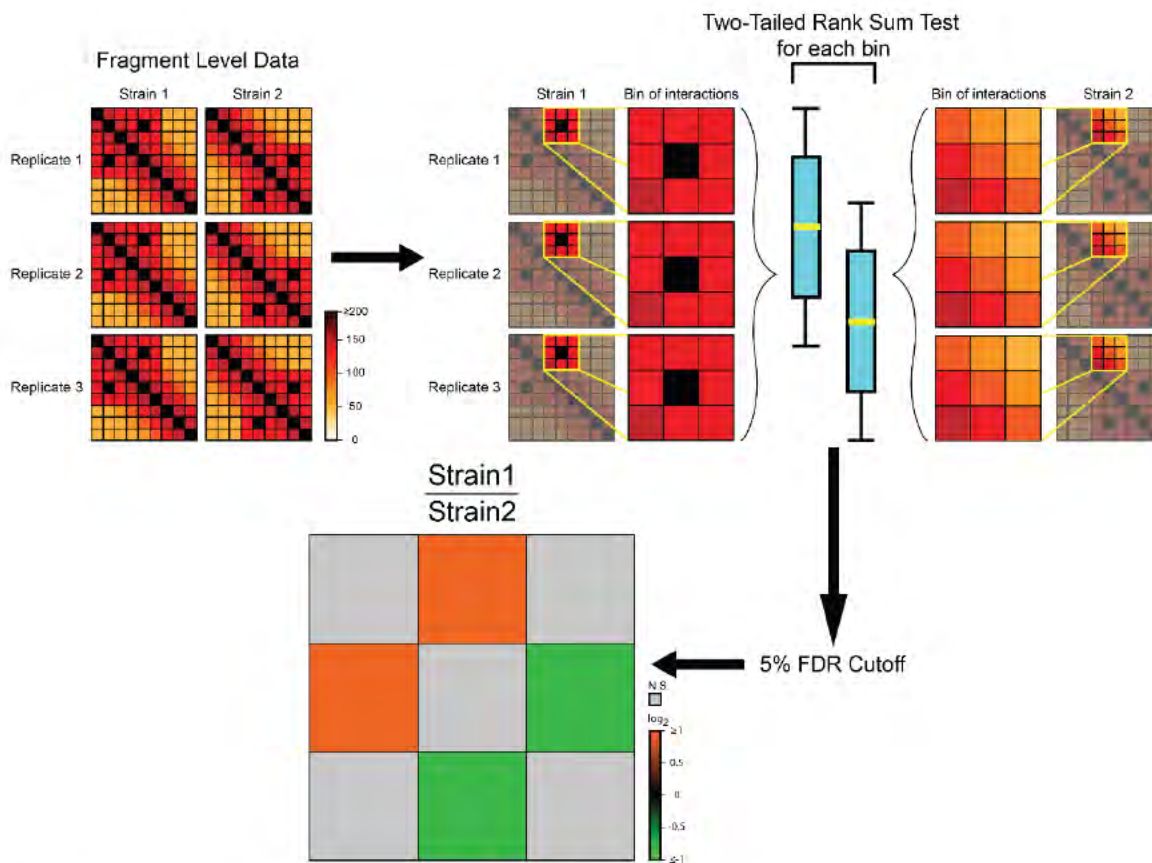 Two-Tailed Rank Sum Test
for each bin
Fragment Level Data
Strain 1
Strain 2
Strain 1
Bin of interactions
Bin of interactions
Strain 2
Replicate 1
Replicate 2
Replicate 3
≥200
150
100
50
0
Replicate 1
Replicate 2
Replicate 3
Strain1
Strain2
5% FDR Cutoff
N.S.
log2
≥1
0.5
0
-0.5
≤-1